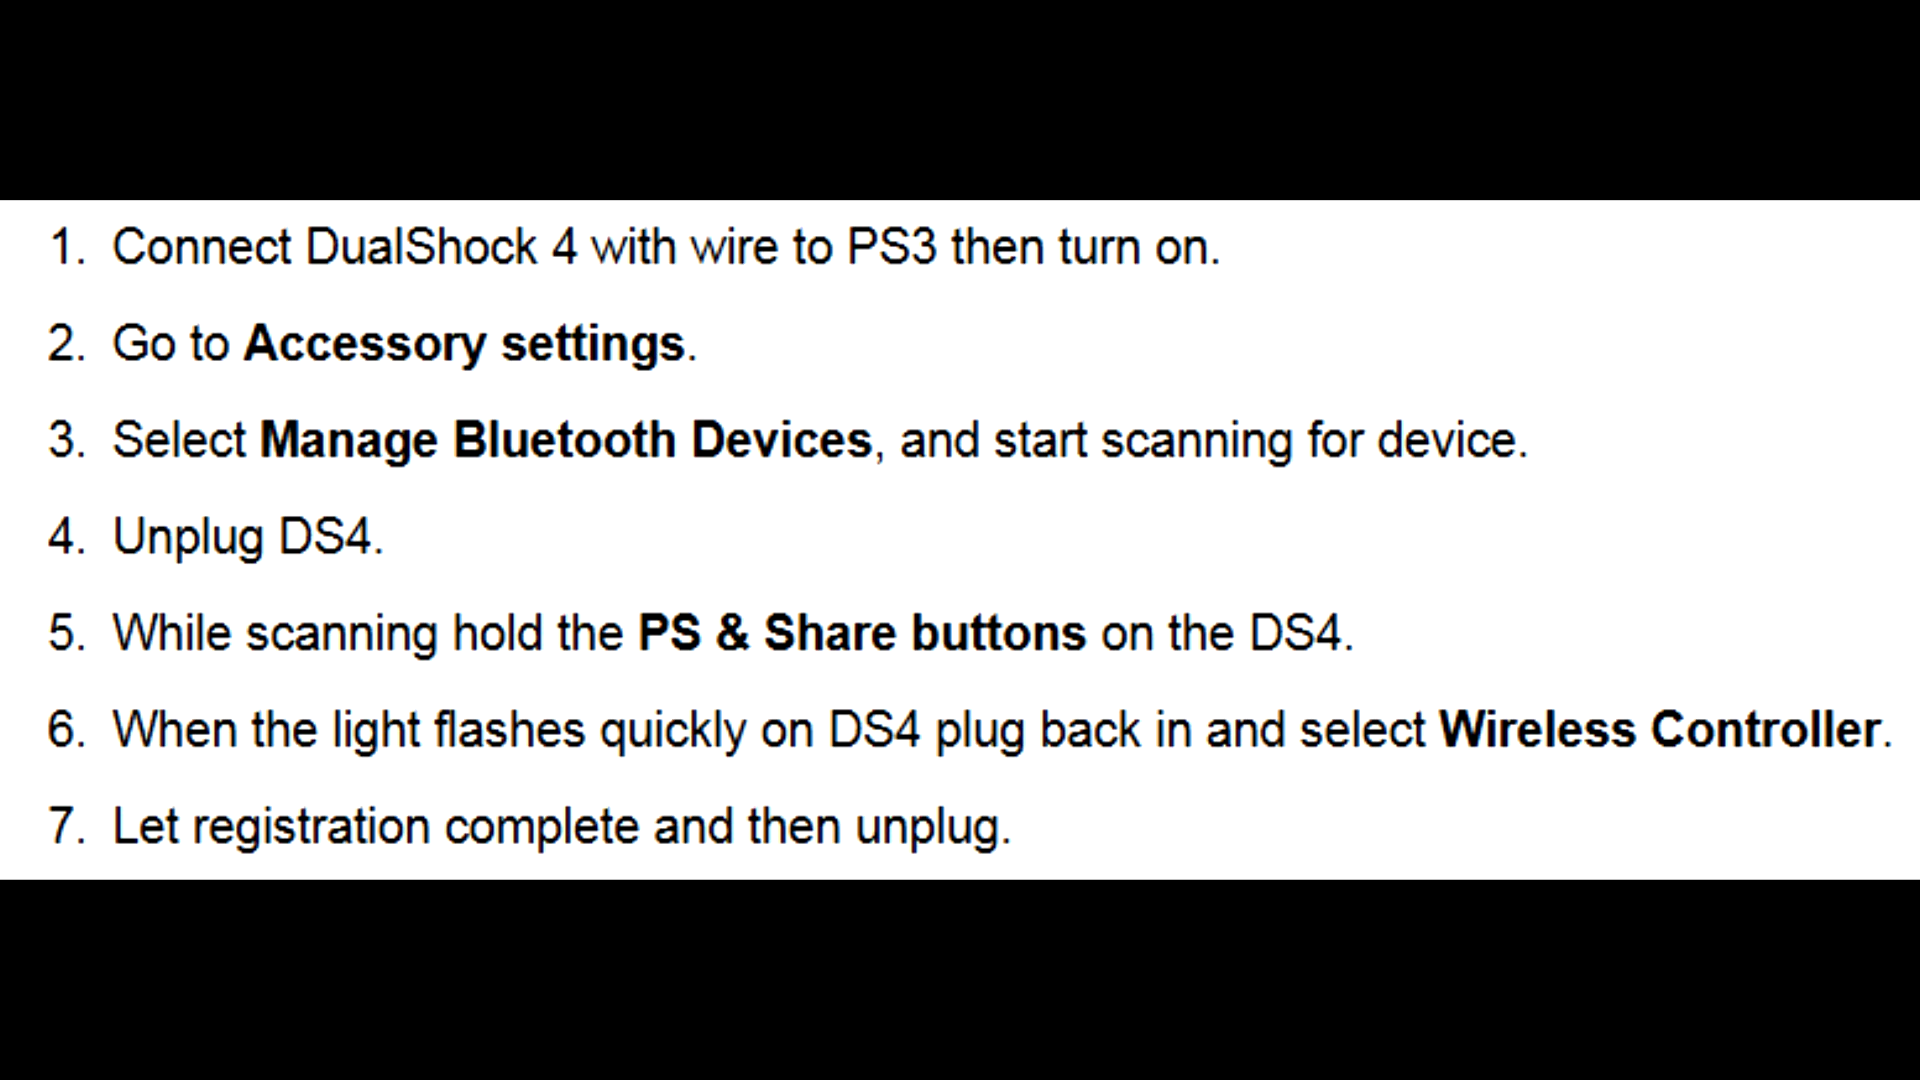 1. Connect DualShock 4 with wire to PS3 then turn on.
2. Go to Accessory settings.
3. Select Manage Bluetooth Devices, and start scanning for device.
4. Unplug DS4.
5. While scanning hold the PS & Share buttons on the DS4.
6. When the light flashes quickly on DS4 plug back in and select Wireless Controller.
7. Let registration complete and then unplug.